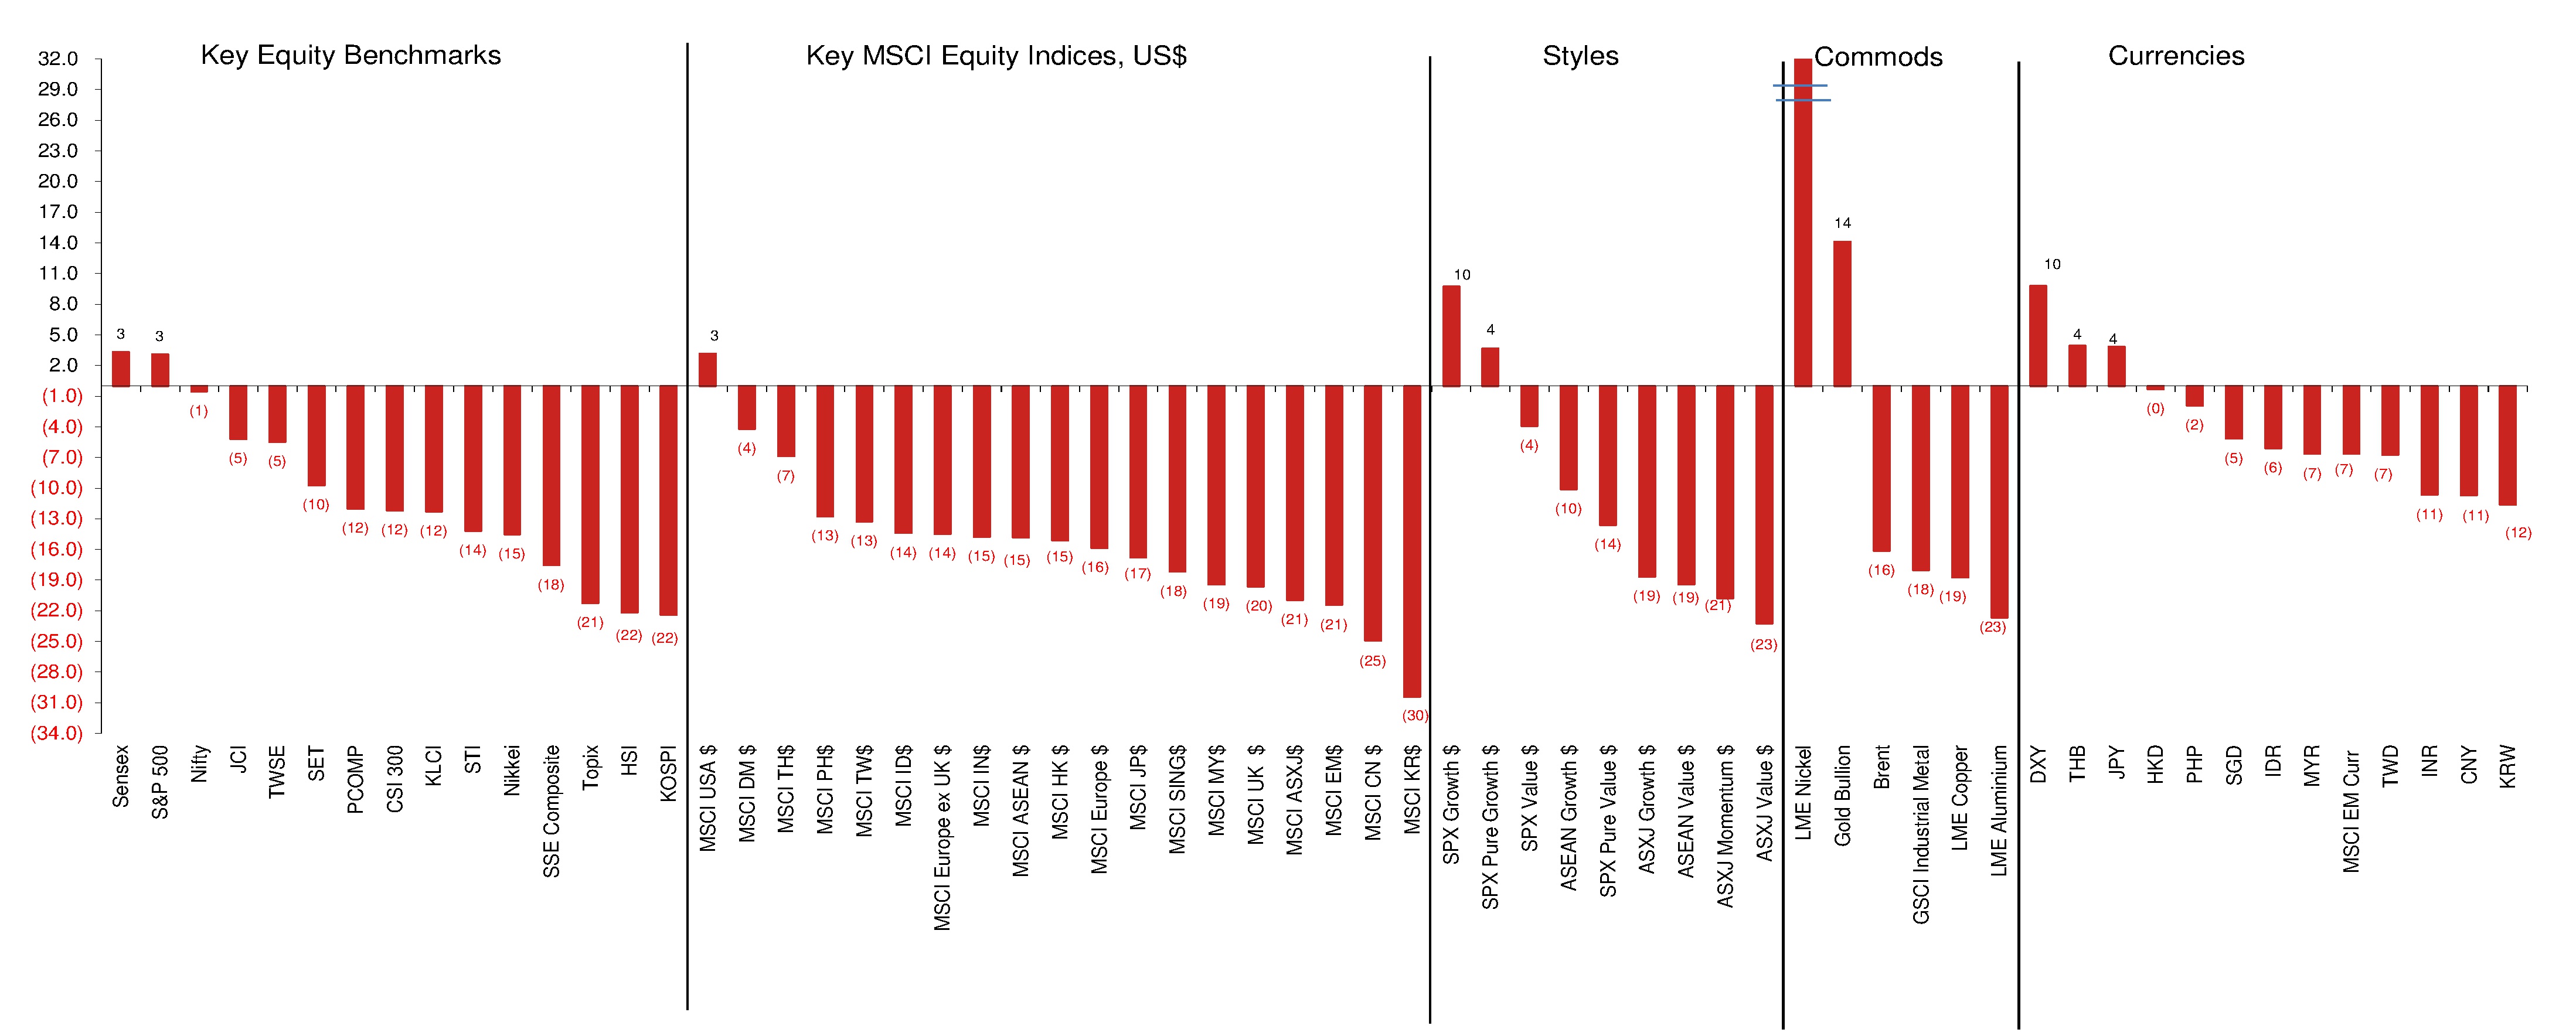 Key Equity Benchmarks
Key MSCI Equity Indices, US$
Styles
Commods
Currencies
32.0
29.0
26.0
23.0
20.0
17.0
14.0
11.0
8.0
5.0
2.0
(1.0)
(4.0)
(7.0)
(10.0)
(13.0)
(16.0)
(19.0)
(22.0)
(25.0)
(28.0)
(31.0)
(34.0)
3
3
(1)
(5)
(5)
(10)
(12)
(12)
(12)
(14)
(15)
(18)
(21)
(22)
(22)
3
(4)
(7)
(13)
(13)
(14)
(14)
(15)
(15)
(15)
(16)
(17)
(18)
(19)
(20)
(21)
(21)
(25)
(30)
10
4
(4)
(10)
(14)
(19)
(19)
(21)
(23)
14
(16)
(18)
(19)
(23)
10
4
4
(0)
(2)
(5)
(6)
(7)
(7)
(7)
(11)
(11)
(12)
Sensex
S&P 500
Nifty
JCI
TWSE
SET
PCOMP
CSI 300
KLCI
STI
Nikkei
SSE Composite
Topix
HSI
KOSPI
MSCI USA $
MSCI DM $
MSCI TH$
MSCI PH$
MSCI TW$
MSCI ID$
MSCI Europe ex UK $
MSCI IN$
MSCI ASEAN $
MSCI HK $
MSCI Europe $
MSCI JP$
MSCI SING$
MSCI MY$
MSCI UK $
MSCI ASXJ$
MSCI EM$
MSCI CN $
MSCI KR$
SPX Growth $
SPX Pure Growth $
SPX Value $
ASEAN Growth $
SPX Pure Value $
ASXJ Growth $
ASEAN Value $
ASXJ Momentum $
ASXJ Value $
LME Nickel
Gold Bullion
Brent
GSCI Industrial Metal
LME Copper
LME Aluminium
DXY
THB
JPY
HKD
PHP
SGD
IDR
MYR
MSCI EM Curr
TWD
INR
CNY
KRW